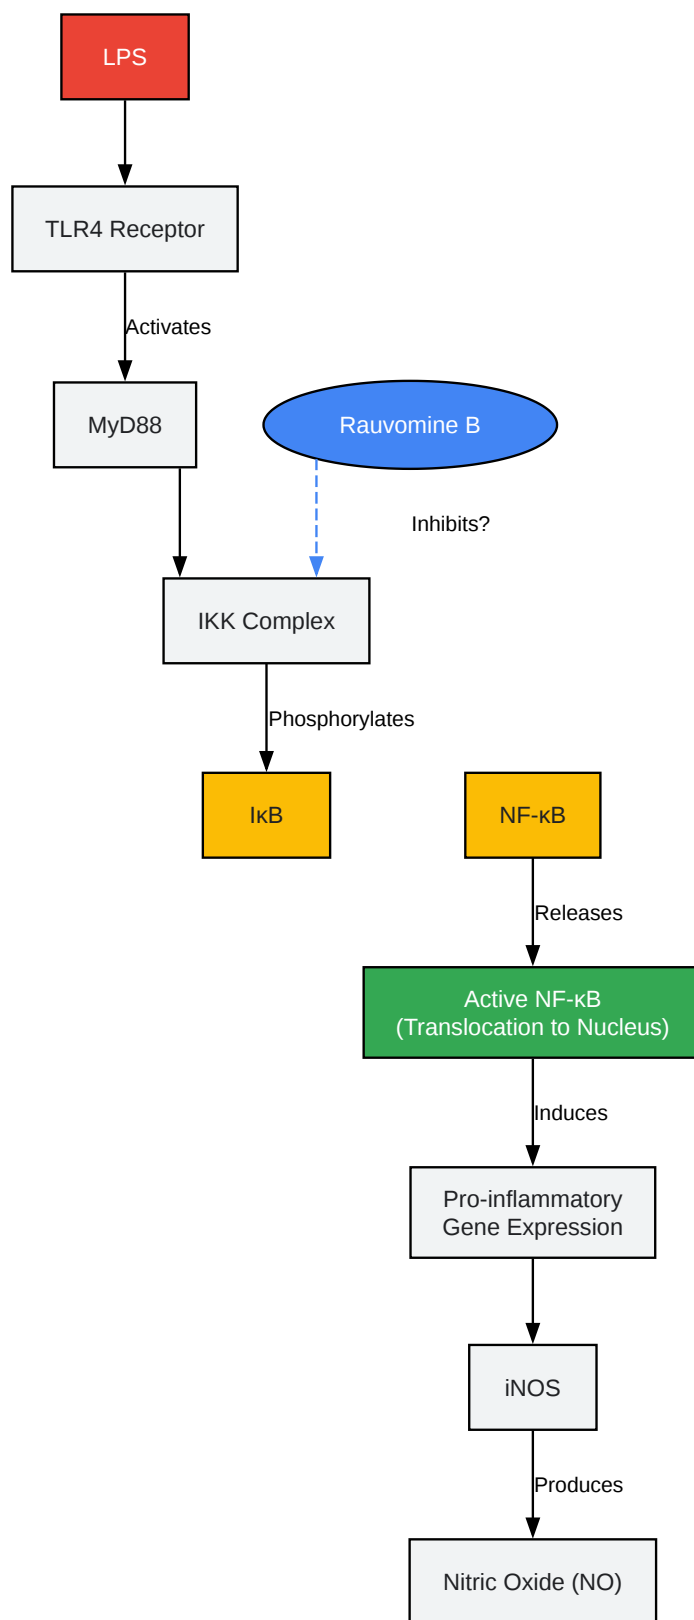 LPS
TLR4 Receptor
Activates
MyD88
Rauvomine B
Inhibits?
IKK Complex
Phosphorylates
IκB
NF-κB
Releases
Active NF-κB
(Translocation to Nucleus)
Induces
Pro-inflammatory
Gene Expression
iNOS
Produces
Nitric Oxide (NO)